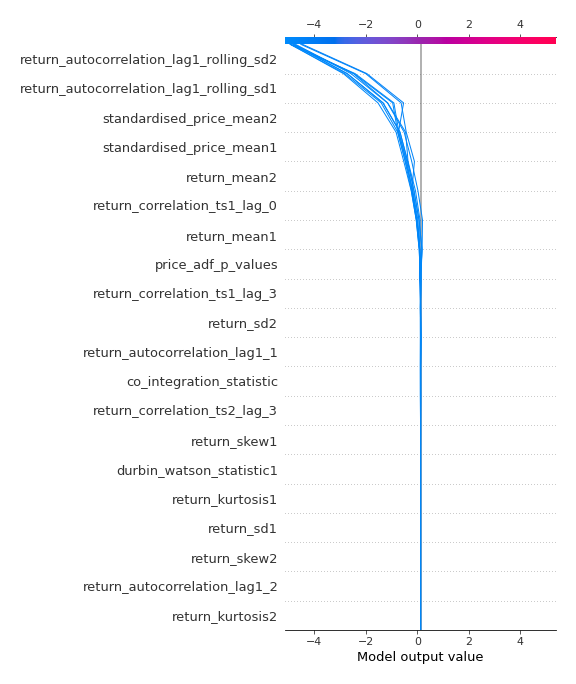 −4 −2 0 2 4
return_autocorrelation_lag1_rolling_sd2
return_autocorrelation_lag1_rolling_sd1
standardised_price_mean2
standardised_price_mean1
return_mean2
return_correlation_ts1_lag_0
return_mean1
price_adf_p_values
return_correlation_ts1_lag_3
return_sd2
return_autocorrelation_lag1_1
co_integration_statistic
return_correlation_ts2_lag_3
return_skew1
durbin_watson_statistic1
return_kurtosis1
return_sd1
return_skew2
return_autocorrelation_lag1_2
return_kurtosis2
−4 −2 0 2 4
Model output value